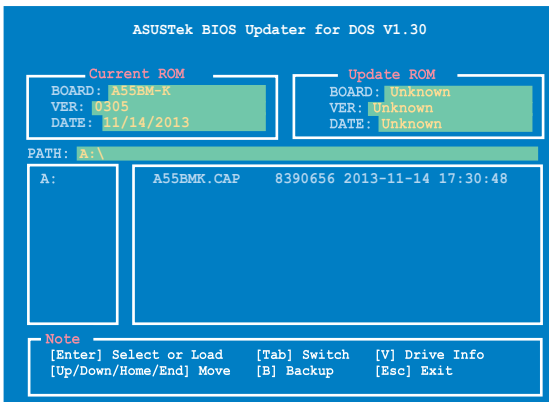 ASUSTek BIOS Updater for DOS V1.30
Current ROM
BOARD: A55BM-K
VER: 0305
DATE: 11/14/2013
Update ROM
BOARD: Unknown
VER: Unknown
DATE: Unknown
PATH: A:\
A:
A55BMK.CAP 8390656 2013-11-14 17:30:48
Note
[Enter] Select or Load [Tab] Switch [V] Drive Info
[Up/Down/Home/End] Move [B] Backup [Esc] Exit